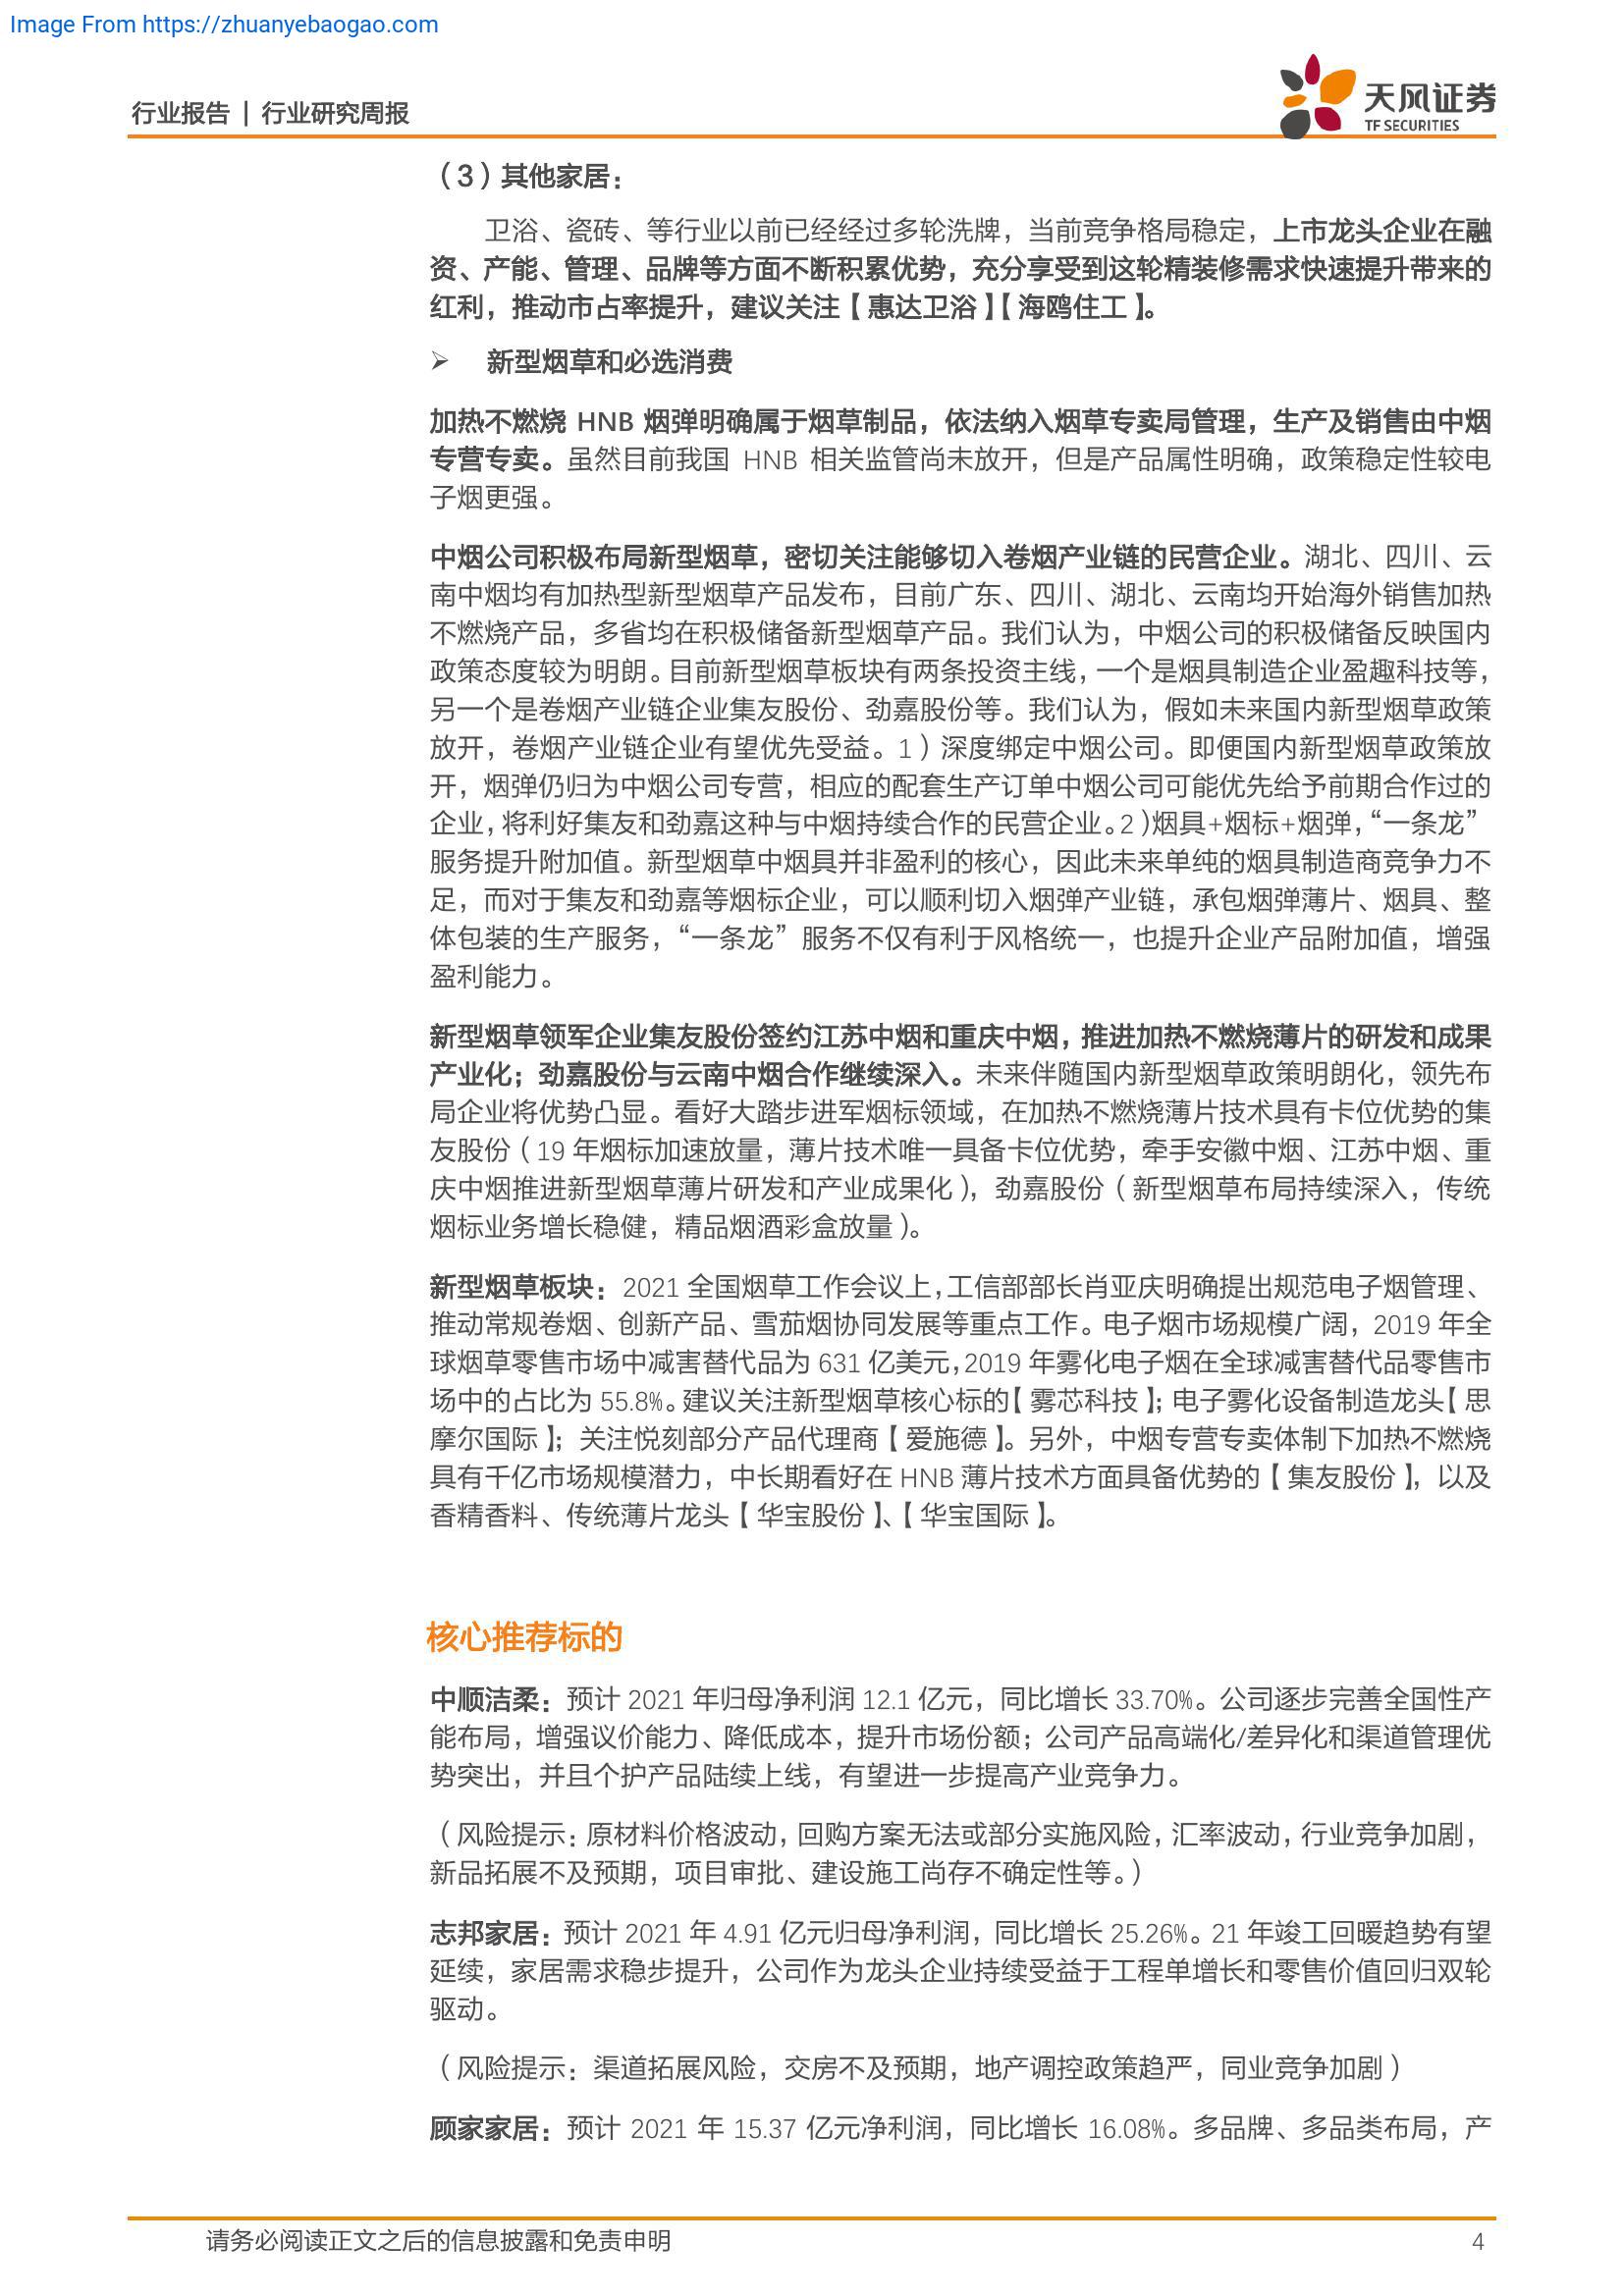 Image From https://zhuanyebaogao.com
行业报告 | 行业研究周报
天风证券
TF SECURITIES
（3）其他家居：
卫浴、瓷砖、等行业以前已经经过多轮洗牌，当前竞争格局稳定，上市龙头企业在融
资、产能、管理、品牌等方面不断积累优势，充分享受到这轮精装修需求快速提升带来的
红利，推动市占率提升，建议关注【惠达卫浴】【海鸥住工】。
➢ 新型烟草和必选消费
加热不燃烧 HNB 烟弹明确属于烟草制品，依法纳入烟草专卖局管理，生产及销售由中烟
专营专卖。虽然目前我国 HNB 相关监管尚未放开，但是产品属性明确，政策稳定性较电
子烟更强。
中烟公司积极布局新型烟草，密切关注能够切入卷烟产业链的民营企业。湖北、四川、云
南中烟均有加热型新型烟草产品发布，目前广东、四川、湖北、云南均开始海外销售加热
不燃烧产品，多省均在积极储备新型烟草产品。我们认为，中烟公司的积极储备反映国内
政策态度较为明朗。目前新型烟草板块有两条投资主线，一个是烟具制造企业盈趣科技等，
另一个是卷烟产业链企业集友股份、劲嘉股份等。我们认为，假如未来国内新型烟草政策
放开，卷烟产业链企业有望优先受益。1）深度绑定中烟公司。即便国内新型烟草政策放
开，烟弹仍归为中烟公司专营，相应的配套生产订单中烟公司可能优先给予前期合作过的
企业，将利好集友和劲嘉这种与中烟持续合作的民营企业。2）烟具+烟标+烟弹，“一条龙”
服务提升附加值。新型烟草中烟具并非盈利的核心，因此未来单纯的烟具制造商竞争力不
足，而对于集友和劲嘉等烟标企业，可以顺利切入烟弹产业链，承包烟弹薄片、烟具、整
体包装的生产服务，“一条龙”服务不仅有利于风格统一，也提升企业产品附加值，增强
盈利能力。
新型烟草领军企业集友股份签约江苏中烟和重庆中烟，推进加热不燃烧薄片的研发和成果
产业化；劲嘉股份与云南中烟合作继续深入。未来伴随国内新型烟草政策明朗化，领先布
局企业将优势凸显。看好大踏步进军烟标领域，在加热不燃烧薄片技术具有卡位优势的集
友股份（19 年烟标加速放量，薄片技术唯一具备卡位优势，牵手安徽中烟、江苏中烟、重
庆中烟推进新型烟草薄片研发和产业成果化），劲嘉股份（新型烟草布局持续深入，传统
烟标业务增长稳健，精品烟酒彩盒放量）。
新型烟草板块：2021 全国烟草工作会议上，工信部部长肖亚庆明确提出规范电子烟管理、
推动常规卷烟、创新产品、雪茄烟协同发展等重点工作。电子烟市场规模广阔，2019 年全
球烟草零售市场中减害替代品为 631 亿美元，2019 年雾化电子烟在全球减害替代品零售市
场中的占比为 55.8%。建议关注新型烟草核心标的【雾芯科技】；电子雾化设备制造龙头【思
摩尔国际】；关注悦刻部分产品代理商【爱施德】。另外，中烟专营专卖体制下加热不燃烧
具有千亿市场规模潜力，中长期看好在 HNB 薄片技术方面具备优势的【集友股份】，以及
香精香料、传统薄片龙头【华宝股份】、【华宝国际】。
核心推荐标的
中顺洁柔：预计 2021 年归母净利润 12.1 亿元，同比增长 33.70%。公司逐步完善全国性产
能布局，增强议价能力、降低成本，提升市场份额；公司产品高端化/差异化和渠道管理优
势突出，并且个护产品陆续上线，有望进一步提高产业竞争力。
（风险提示：原材料价格波动，回购方案无法或部分实施风险，汇率波动，行业竞争加剧，
新品拓展不及预期，项目审批、建设施工尚存不确定性等。）
志邦家居：预计 2021 年 4.91 亿元归母净利润，同比增长 25.26%。21 年竣工回暖趋势有望
延续，家居需求稳步提升，公司作为龙头企业持续受益于工程单增长和零售价值回归双轮
驱动。
（风险提示：渠道拓展风险，交房不及预期，地产调控政策趋严，同业竞争加剧）
顾家家居：预计 2021 年 15.37 亿元净利润，同比增长 16.08%。多品牌、多品类布局，产
请务必阅读正文之后的信息披露和免责申明
4